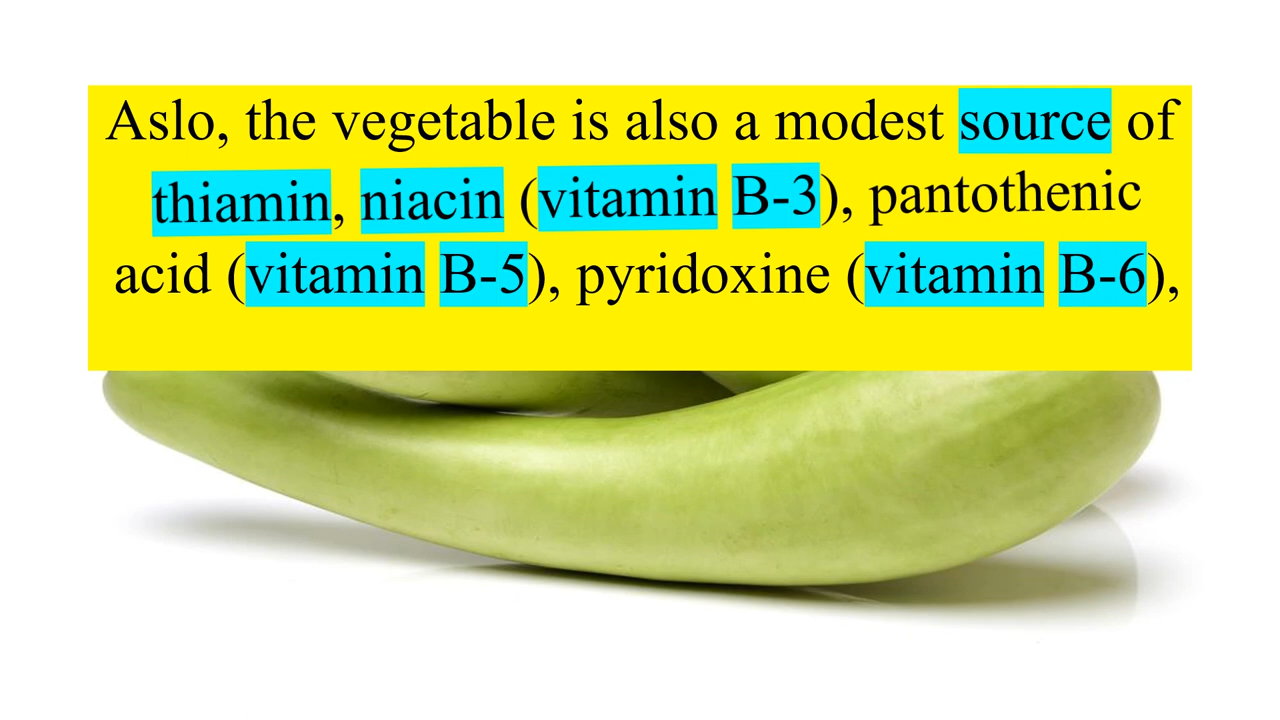 Aslo, the vegetable is also a modest source of
thiamin, niacin (vitamin B-3), pantothenic
acid (vitamin B-5), pyridoxine (vitamin B-6),